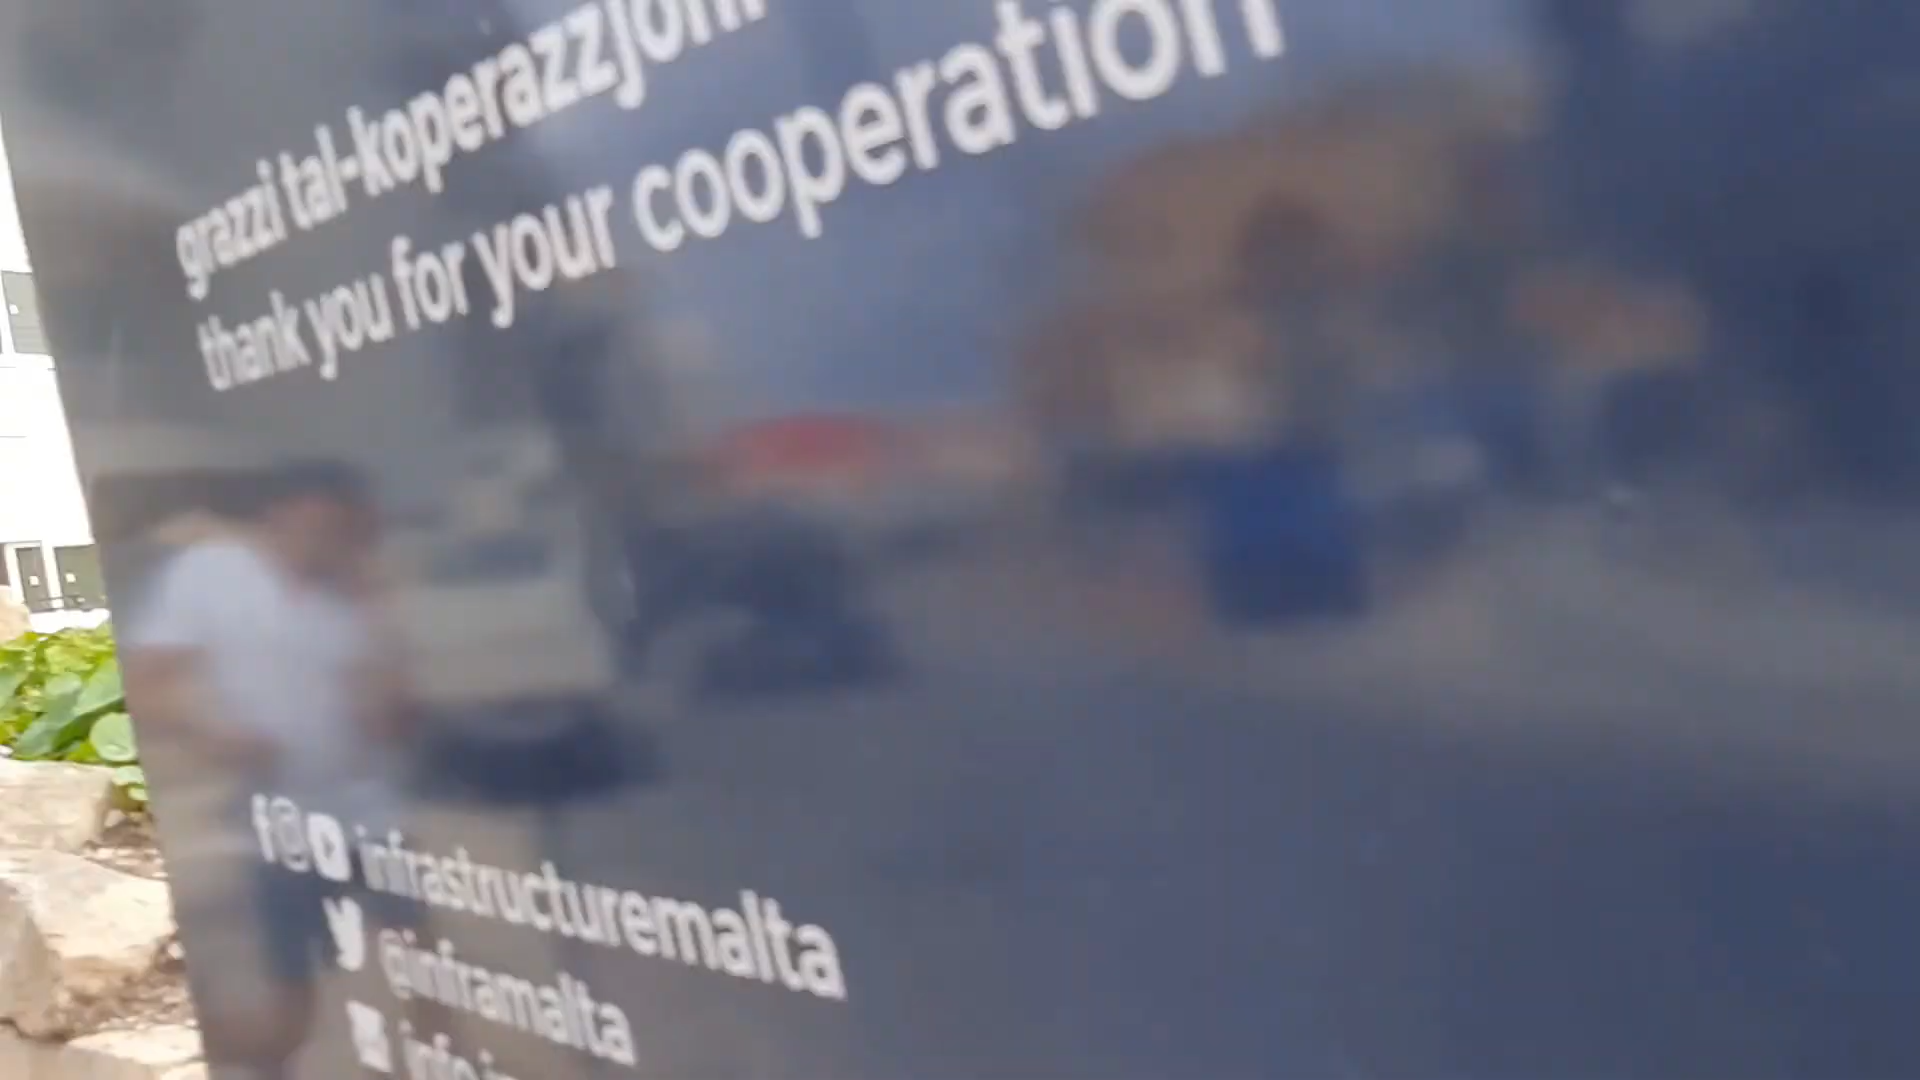 grazzi tal-koperazzjoni
thank you for your cooperation
infrastructuremalta
@inframalta